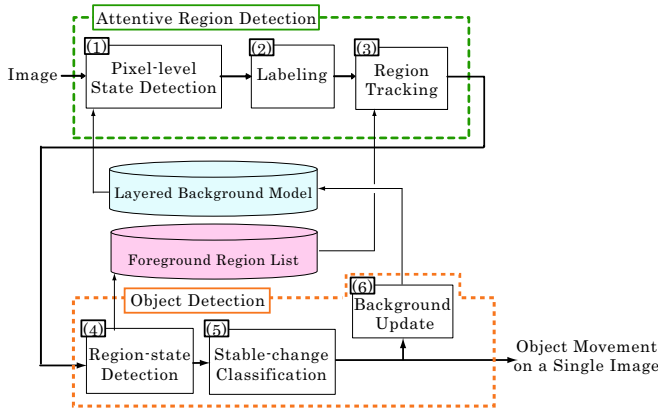 Attentive Region Detection
(1)
(2)
(3)
Image
Pixel-level
State Detection
Labeling
Region
Tracking
Layered Background Model
Foreground Region List
Object Detection
(6)
Background
Update
(4)
Region-state
Detection
(5)
Stable-change
Classification
Object Movement
on a Single Image